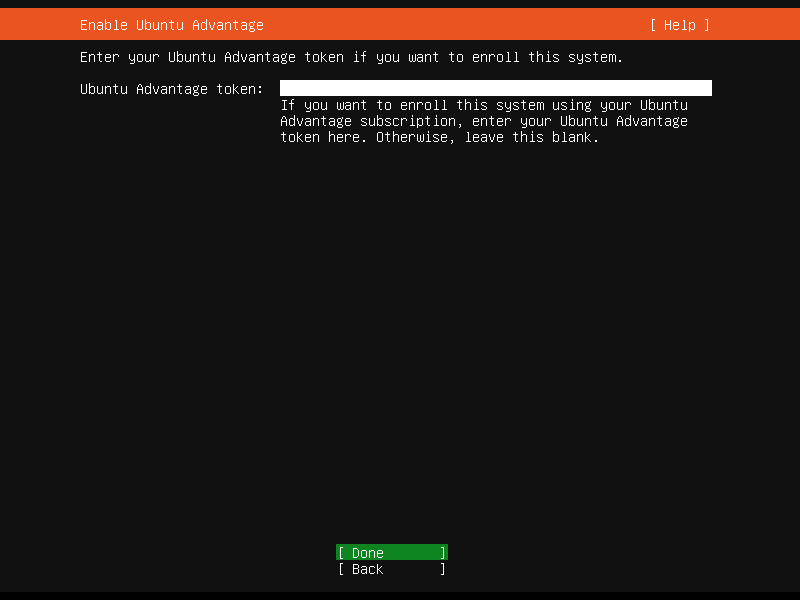 Enable Ubuntu Advantage [ Help ]
Enter your Ubuntu Advantage token if you want to enroll this system.
Ubuntu Advantage token:
If you want to enroll this system using your Ubuntu
Advantage subscription, enter your Ubuntu Advantage
token here. Otherwise, leave this blank.
[ Done ]
[ Back ]